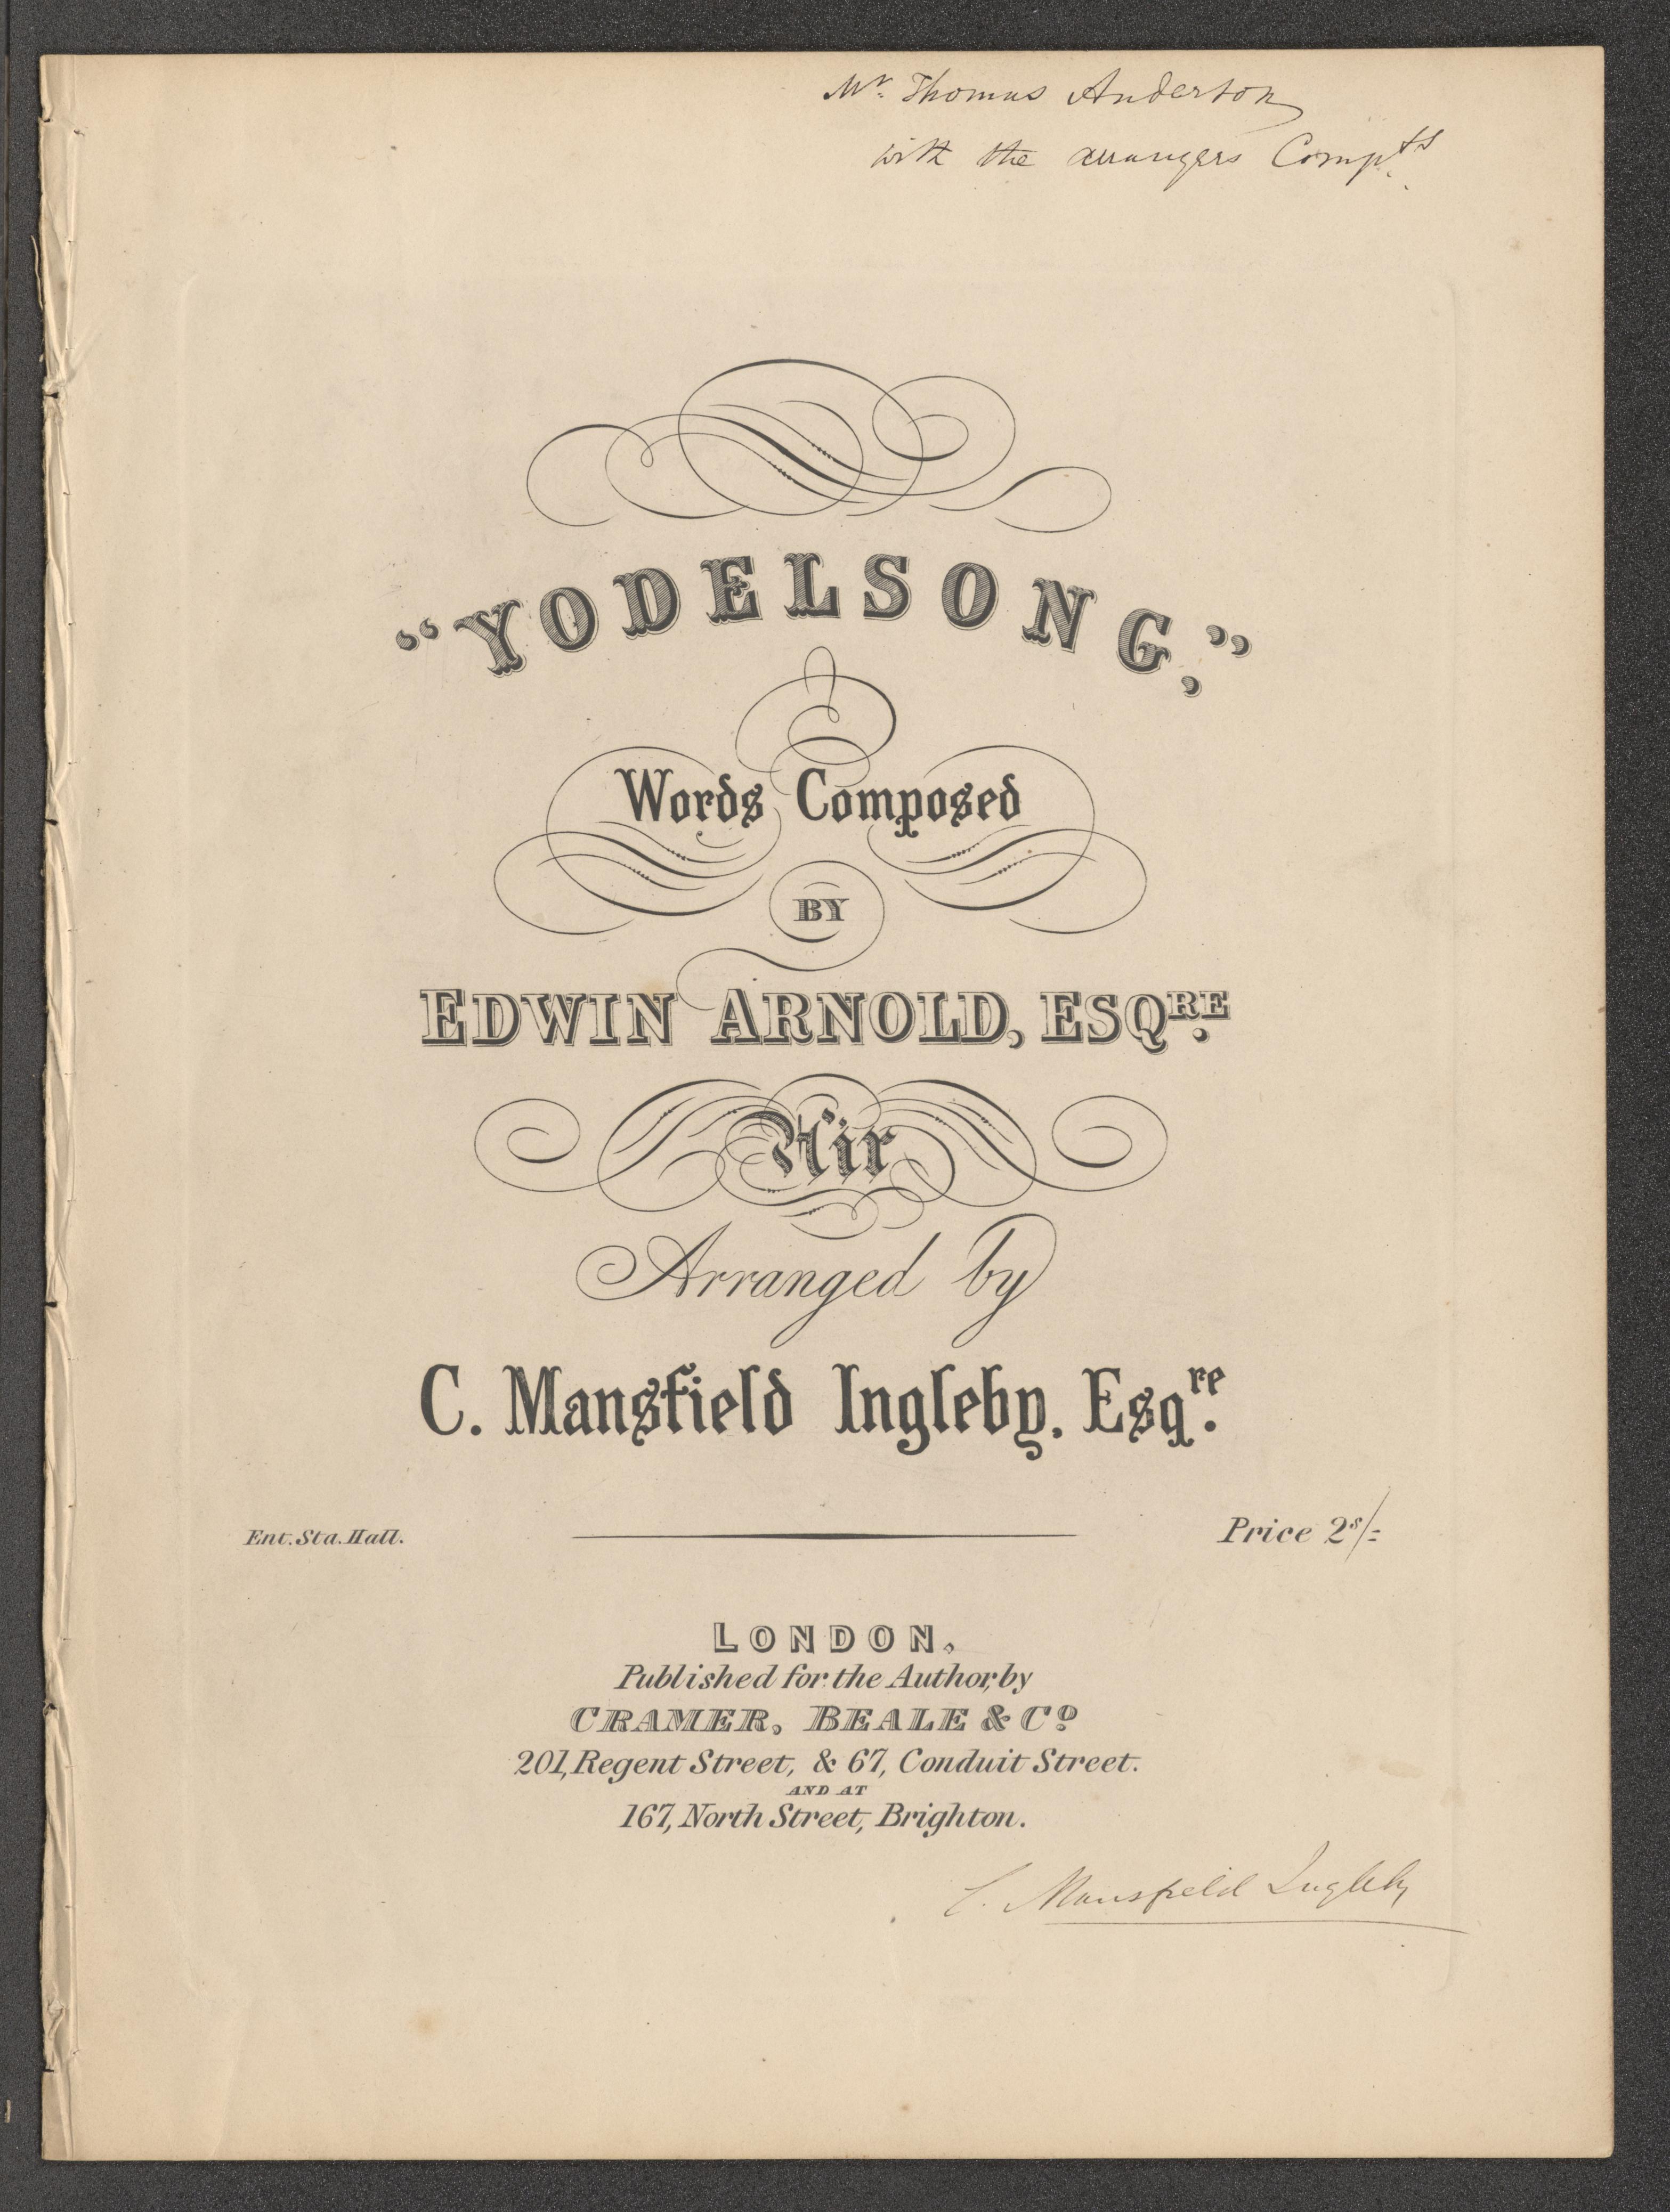 Mr. Thomas Anderton
with the arrangers Compts.
"YODELSONG,"
Words Composed
BY
EDWIN ARNOLD, ESQRE.
Air
Arranged by
C. Mansfield Ingleby. Esqre.
Ent. Sta. Hall.
Price 2s/=
LONDON,
Published for the Author, by
CRAMER, BEALE & Co
201, Regent Street, & 67, Conduit Street.
AND AT
167, North Street, Brighton.
C. Mansfield Ingleby